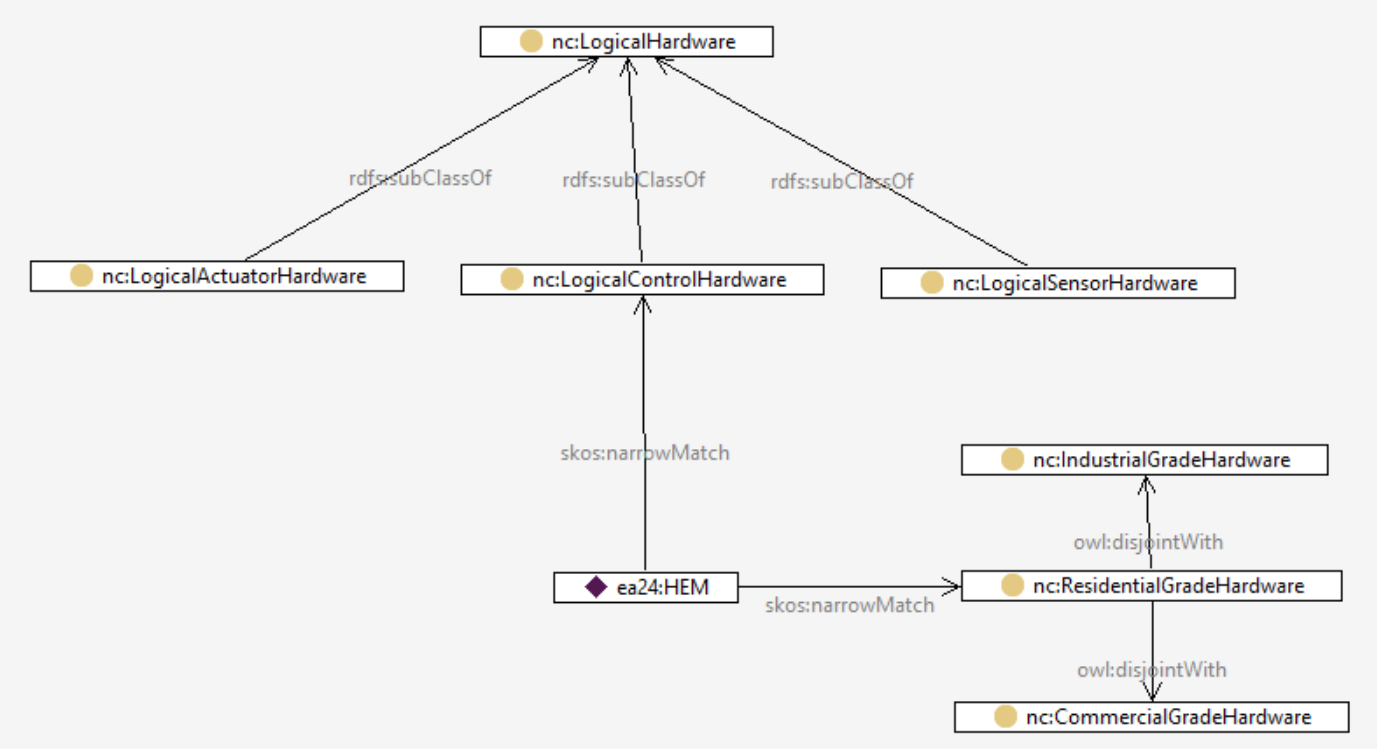 nc:LogicalHardware
rdfs:subClassOf
rdfs:subClassOf
rdfs:subClassOf
nc:LogicalActuatorHardware
nc:LogicalControlHardware
nc:LogicalSensorHardware
skos:narrowMatch
nc:IndustrialGradeHardware
owl:disjointWith
ea24:HEM
skos:narrowMatch
nc:ResidentialGradeHardware
owl:disjointWith
nc:CommercialGradeHardware